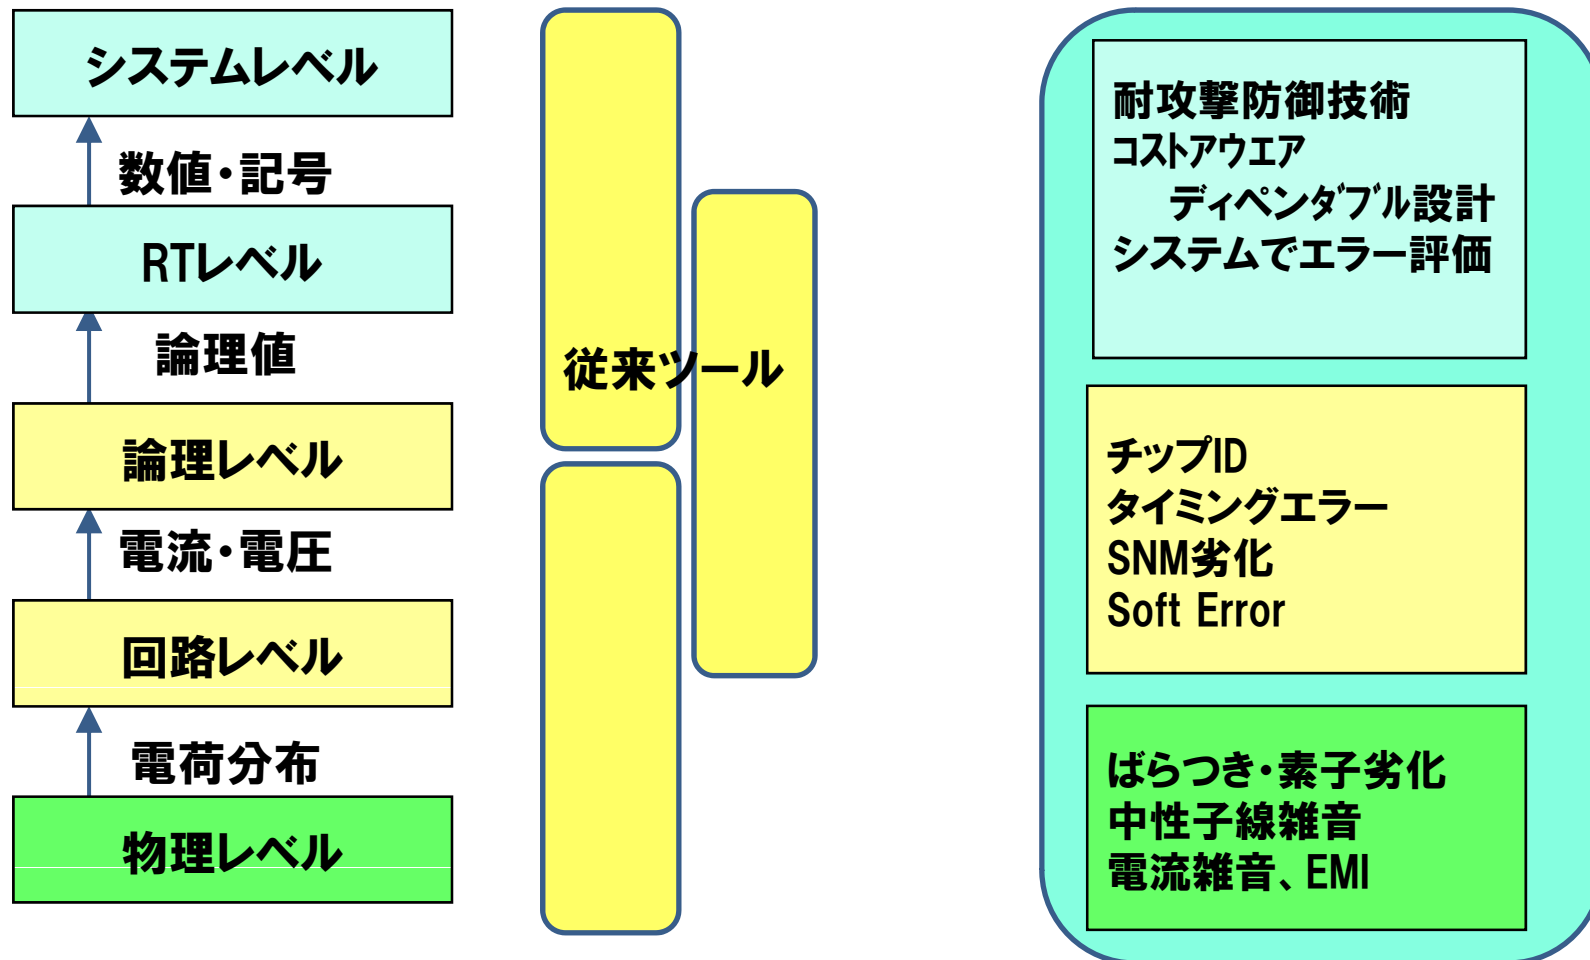 システムレベル
数値・記号
RTレベル
論理値
論理レベル
電流・電圧
回路レベル
電荷分布
物理レベル
従来ツール
耐攻撃防御技術
コストアウエア
ディペンダブル設計
システムでエラー評価
チップID
タイミングエラー
SNM劣化
Soft Error
ばらつき・素子劣化
中性子線雑音
電流雑音、EMI